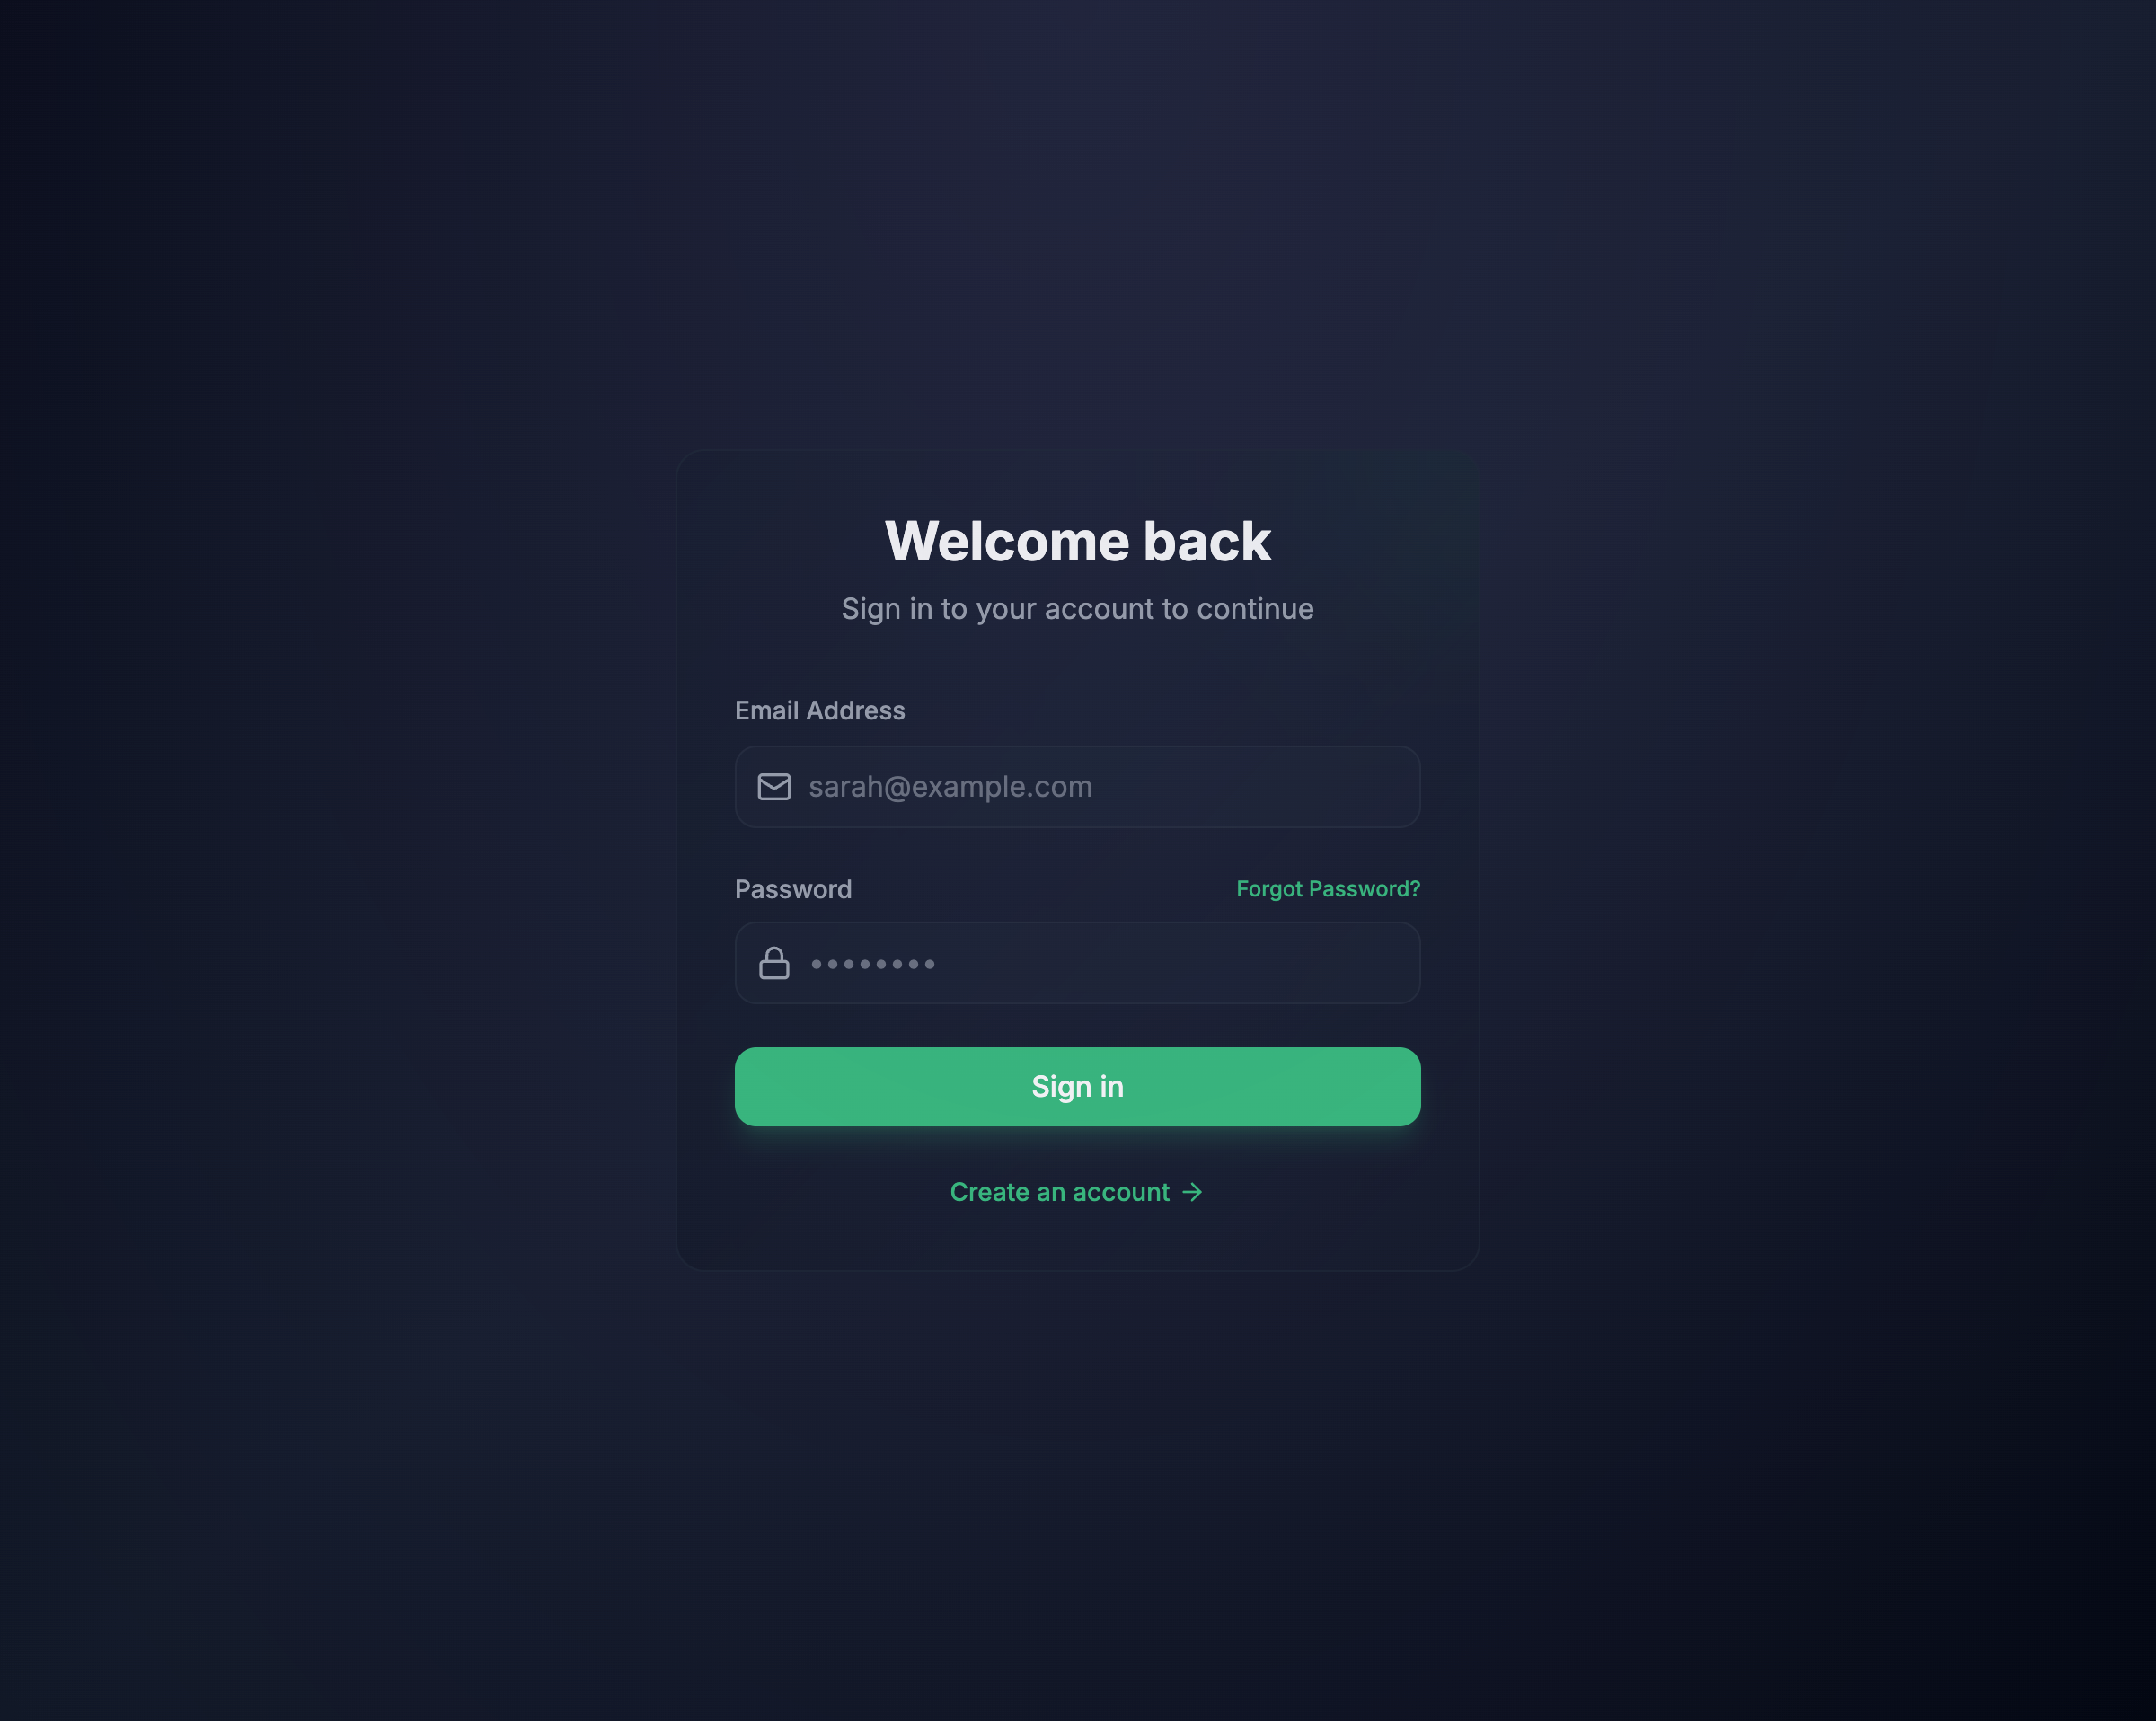 Welcome back
Sign in to your account to continue
Email Address
sarah@example.com
Password
Forgot Password?
••••••••
Sign in
Create an account →